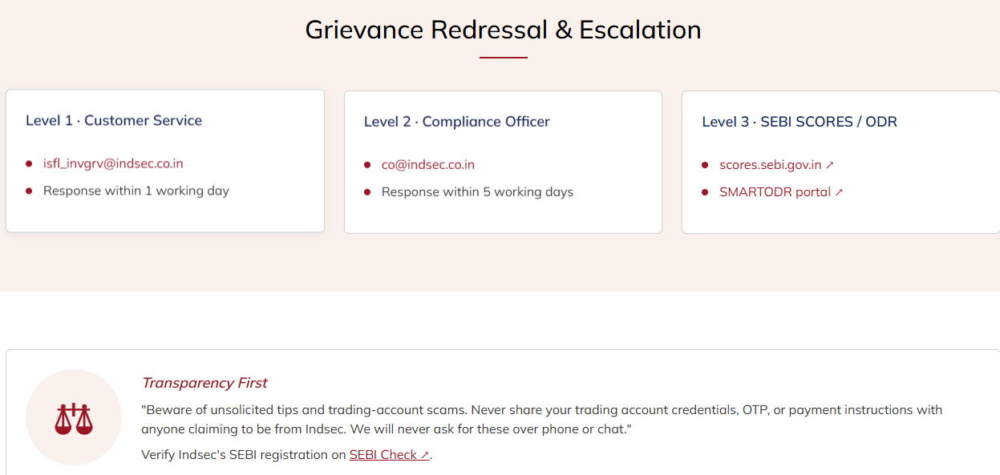 Grievance Redressal & Escalation
Level 1 · Customer Service
isfl_invgrv@indsec.co.in
Response within 1 working day
Level 2 · Compliance Officer
co@indsec.co.in
Response within 5 working days
Level 3 · SEBI SCORES / ODR
scores.sebi.gov.in ↗
SMARTODR portal ↗
Transparency First
"Beware of unsolicited tips and trading-account scams. Never share your trading account credentials, OTP, or payment instructions with
anyone claiming to be from Indsec. We will never ask for these over phone or chat."
Verify Indsec's SEBI registration on SEBI Check ↗.